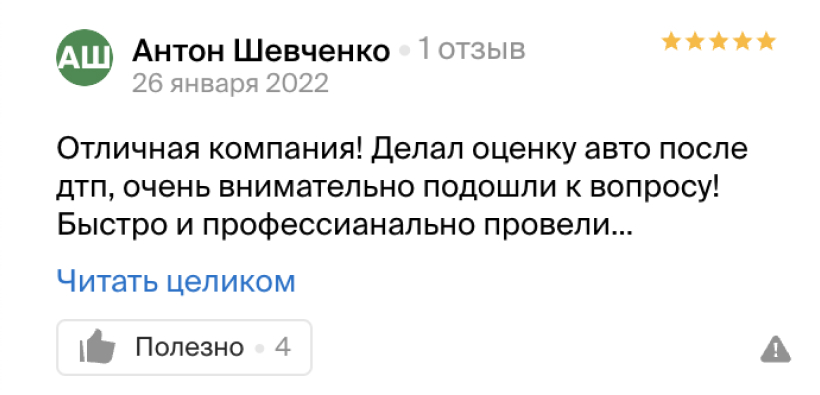 АШ Антон Шевченко • 1 отзыв
26 января 2022
Отличная компания! Делал оценку авто после
дтп, очень внимательно подошли к вопросу!
Быстро и профессианально провели...
Читать целиком
Полезно • 4